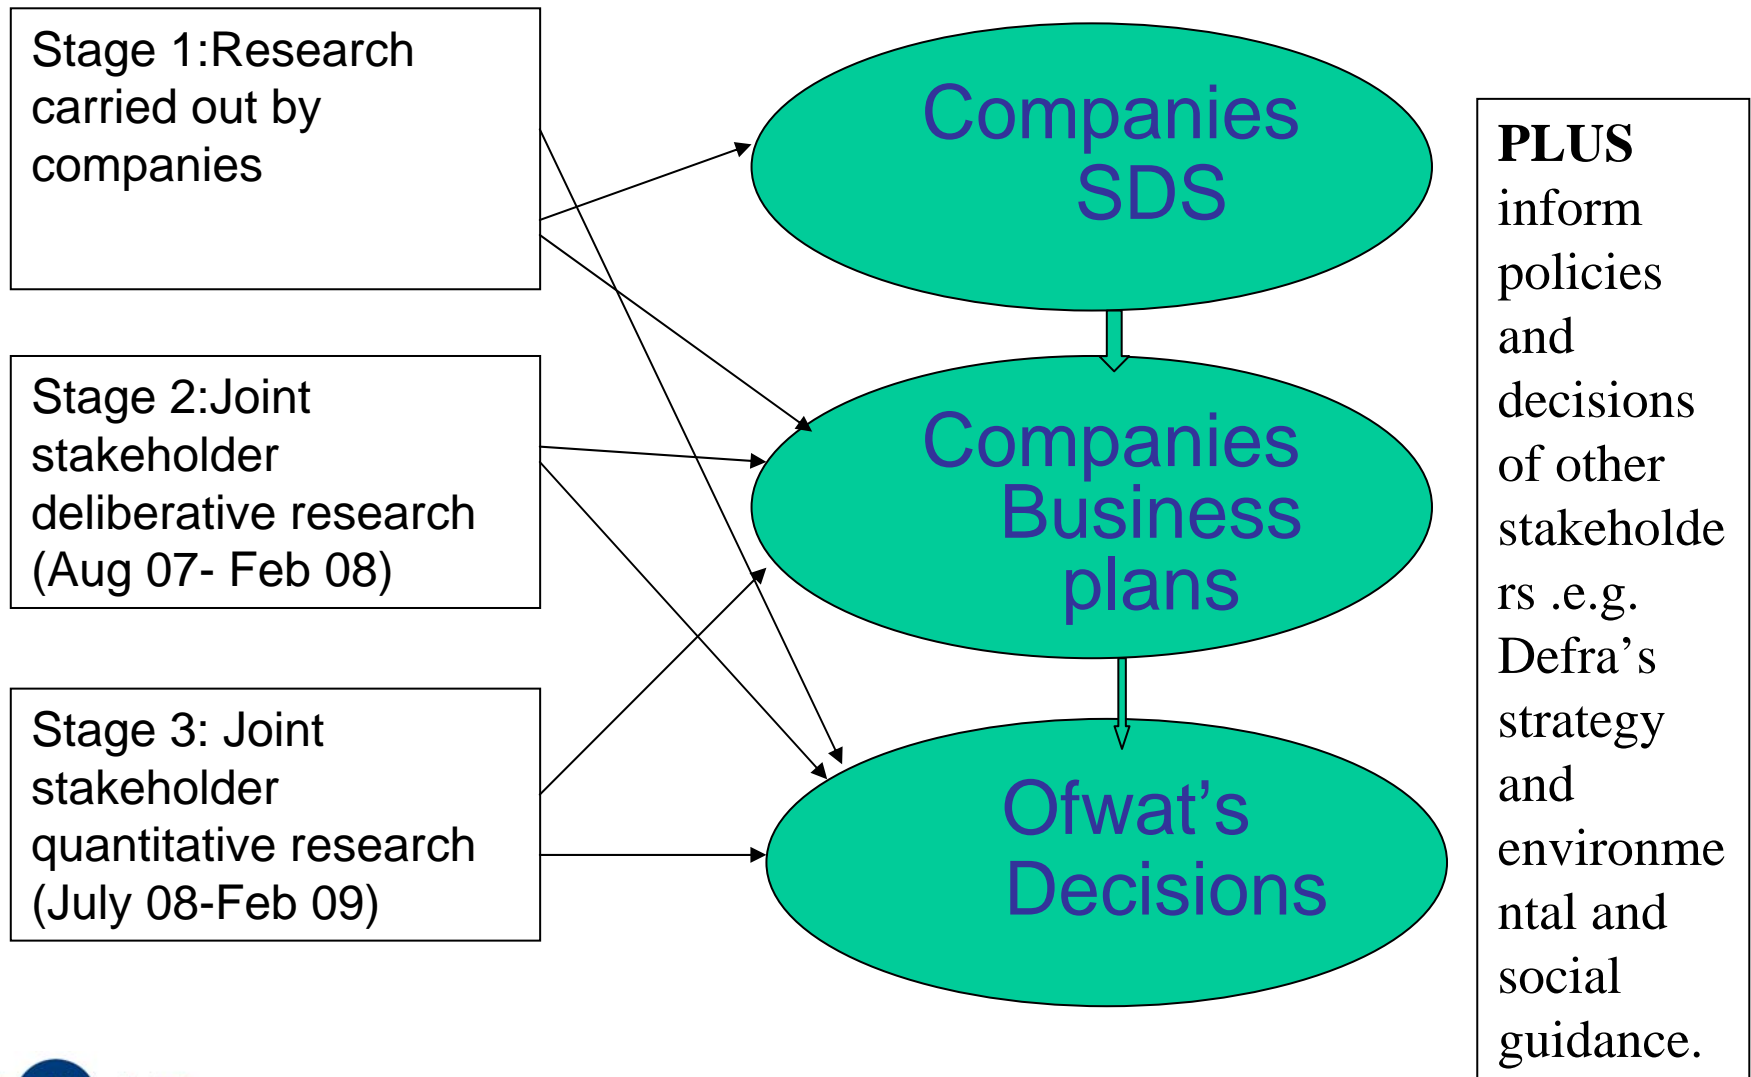 Stage 1:Research
carried out by
companies
Stage 2:Joint
stakeholder
deliberative research
(Aug 07- Feb 08)
Stage 3: Joint
stakeholder
quantitative research
(July 08-Feb 09)
Companies
SDS
Companies
Business
plans
Ofwat’s
Decisions
PLUS
inform
policies
and
decisions
of other
stakeholde
rs .e.g.
Defra’s
strategy
and
environme
ntal and
social
guidance.